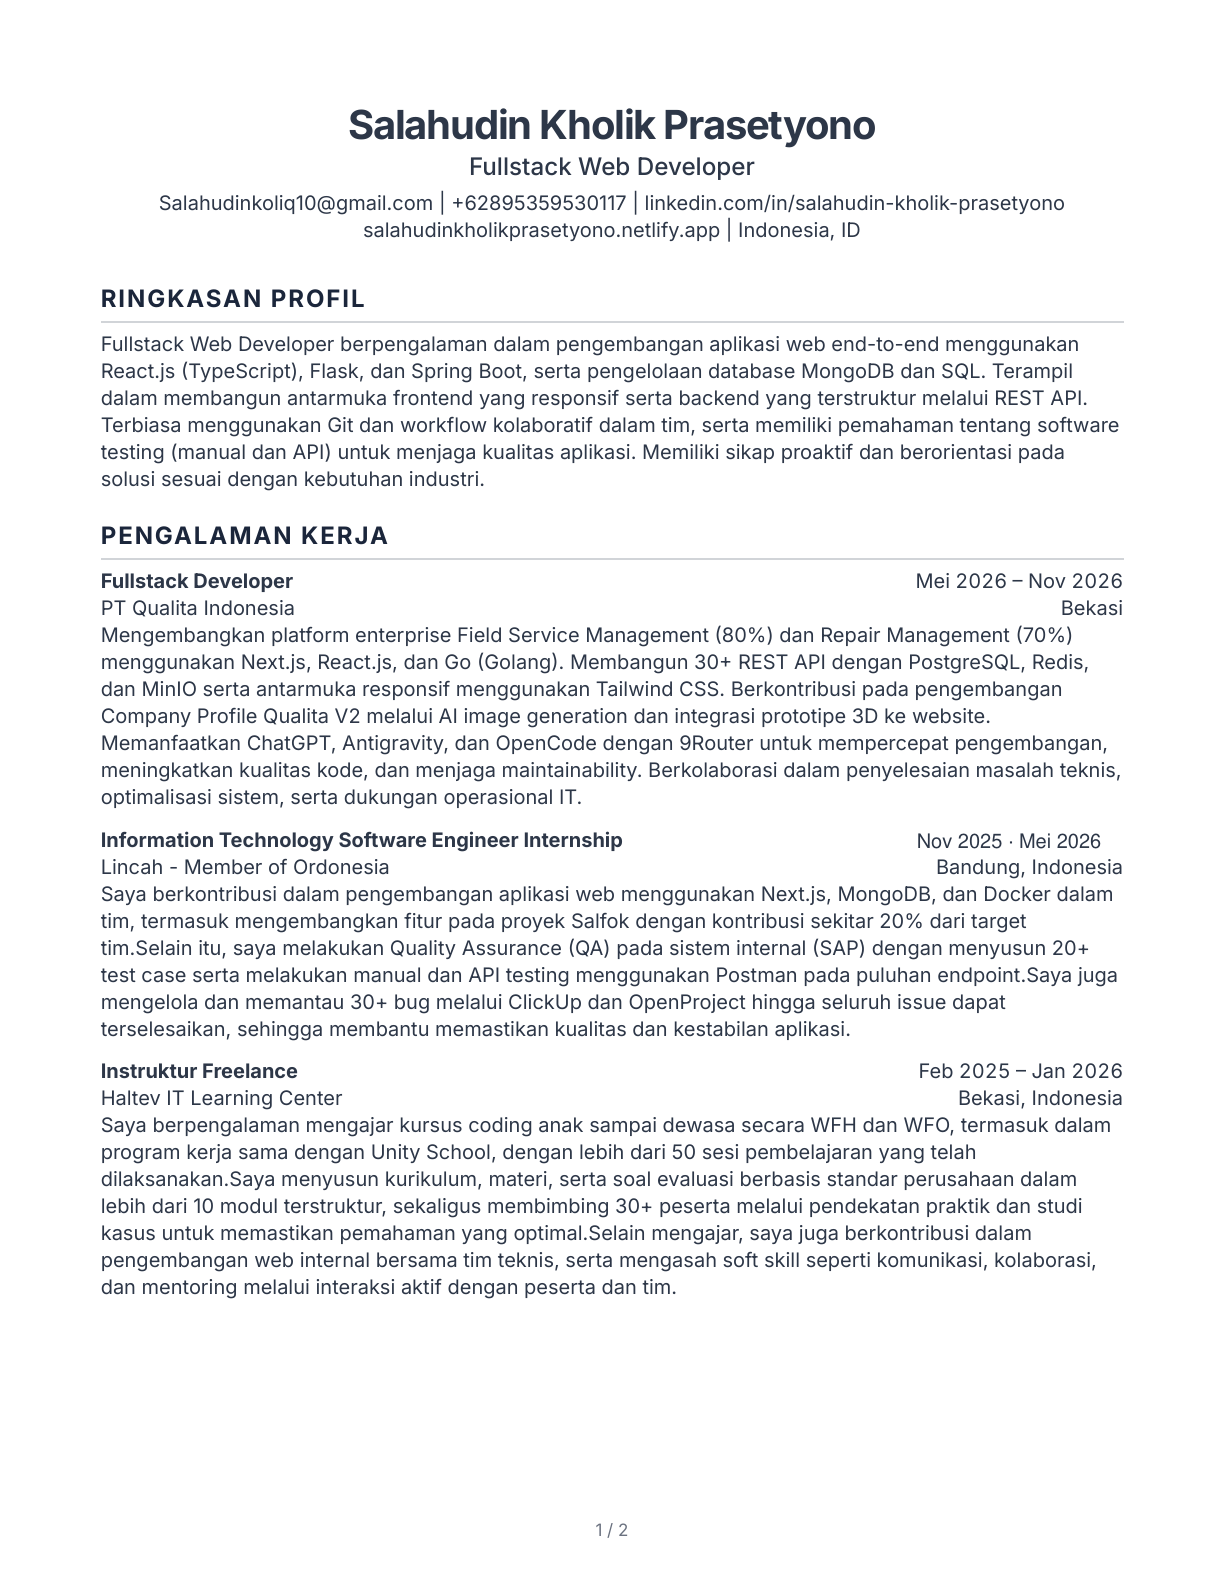 Salahudin Kholik Prasetyono
Fullstack Web Developer
Salahudinkoliq10@gmail.com | +62895359530117 | linkedin.com/in/salahudin-kholik-prasetyono
salahudinkholikprasetyono.netlify.app | Indonesia, ID
RINGKASAN PROFIL
Fullstack Web Developer berpengalaman dalam pengembangan aplikasi web end-to-end menggunakan
React.js (TypeScript), Flask, dan Spring Boot, serta pengelolaan database MongoDB dan SQL. Terampil
dalam membangun antarmuka frontend yang responsif serta backend yang terstruktur melalui REST API.
Terbiasa menggunakan Git dan workflow kolaboratif dalam tim, serta memiliki pemahaman tentang software
testing (manual dan API) untuk menjaga kualitas aplikasi. Memiliki sikap proaktif dan berorientasi pada
solusi sesuai dengan kebutuhan industri.
PENGALAMAN KERJA
Fullstack Developer Mei 2026 – Nov 2026
PT Qualita Indonesia Bekasi
Mengembangkan platform enterprise Field Service Management (80%) dan Repair Management (70%)
menggunakan Next.js, React.js, dan Go (Golang). Membangun 30+ REST API dengan PostgreSQL, Redis,
dan MinIO serta antarmuka responsif menggunakan Tailwind CSS. Berkontribusi pada pengembangan
Company Profile Qualita V2 melalui AI image generation dan integrasi prototipe 3D ke website.
Memanfaatkan ChatGPT, Antigravity, dan OpenCode dengan 9Router untuk mempercepat pengembangan,
meningkatkan kualitas kode, dan menjaga maintainability. Berkolaborasi dalam penyelesaian masalah teknis,
optimalisasi sistem, serta dukungan operasional IT.
Information Technology Software Engineer Internship Nov 2025 · Mei 2026
Lincah - Member of Ordonesia Bandung, Indonesia
Saya berkontribusi dalam pengembangan aplikasi web menggunakan Next.js, MongoDB, dan Docker dalam
tim, termasuk mengembangkan fitur pada proyek Salfok dengan kontribusi sekitar 20% dari target
tim.Selain itu, saya melakukan Quality Assurance (QA) pada sistem internal (SAP) dengan menyusun 20+
test case serta melakukan manual dan API testing menggunakan Postman pada puluhan endpoint.Saya juga
mengelola dan memantau 30+ bug melalui ClickUp dan OpenProject hingga seluruh issue dapat
terselesaikan, sehingga membantu memastikan kualitas dan kestabilan aplikasi.
Instruktur Freelance Feb 2025 – Jan 2026
Haltev IT Learning Center Bekasi, Indonesia
Saya berpengalaman mengajar kursus coding anak sampai dewasa secara WFH dan WFO, termasuk dalam
program kerja sama dengan Unity School, dengan lebih dari 50 sesi pembelajaran yang telah
dilaksanakan.Saya menyusun kurikulum, materi, serta soal evaluasi berbasis standar perusahaan dalam
lebih dari 10 modul terstruktur, sekaligus membimbing 30+ peserta melalui pendekatan praktik dan studi
kasus untuk memastikan pemahaman yang optimal.Selain mengajar, saya juga berkontribusi dalam
pengembangan web internal bersama tim teknis, serta mengasah soft skill seperti komunikasi, kolaborasi,
dan mentoring melalui interaksi aktif dengan peserta dan tim.
1 / 2